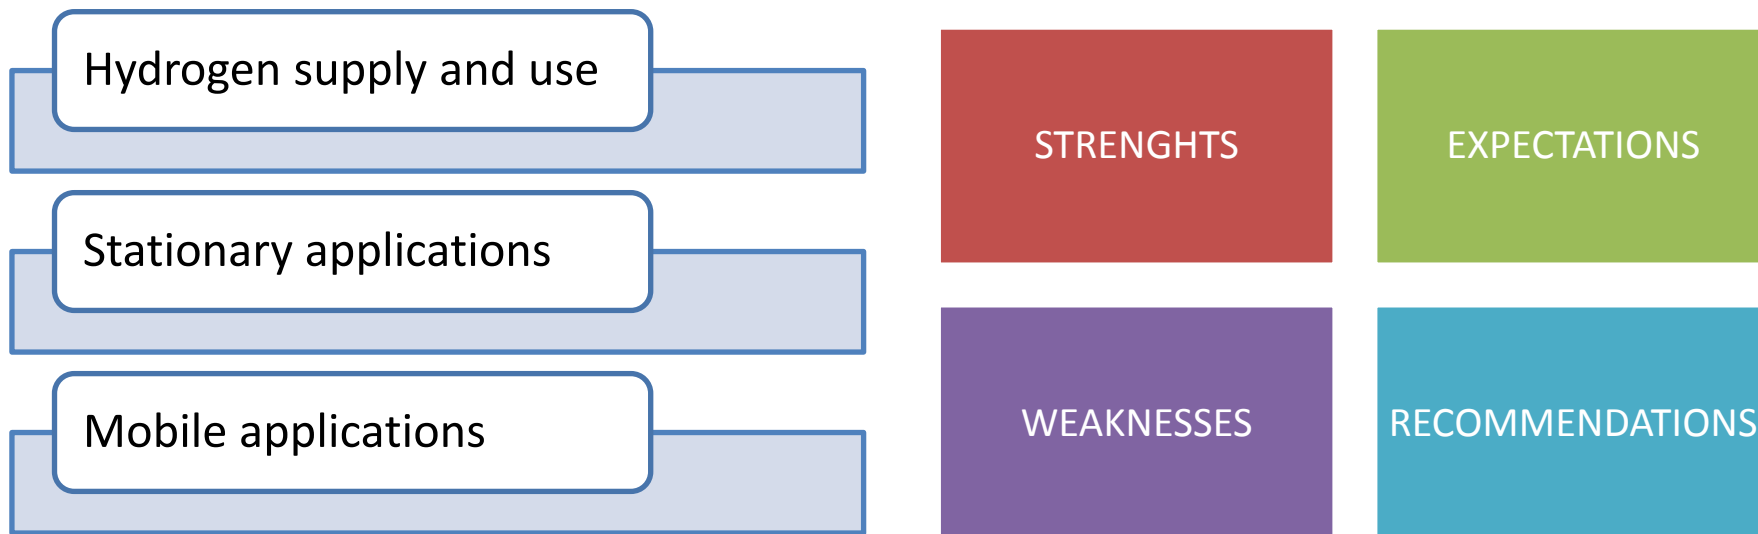 Hydrogen supply and use
Stationary applications
Mobile applications
STRENGHTS
EXPECTATIONS
WEAKNESSES
RECOMMENDATIONS